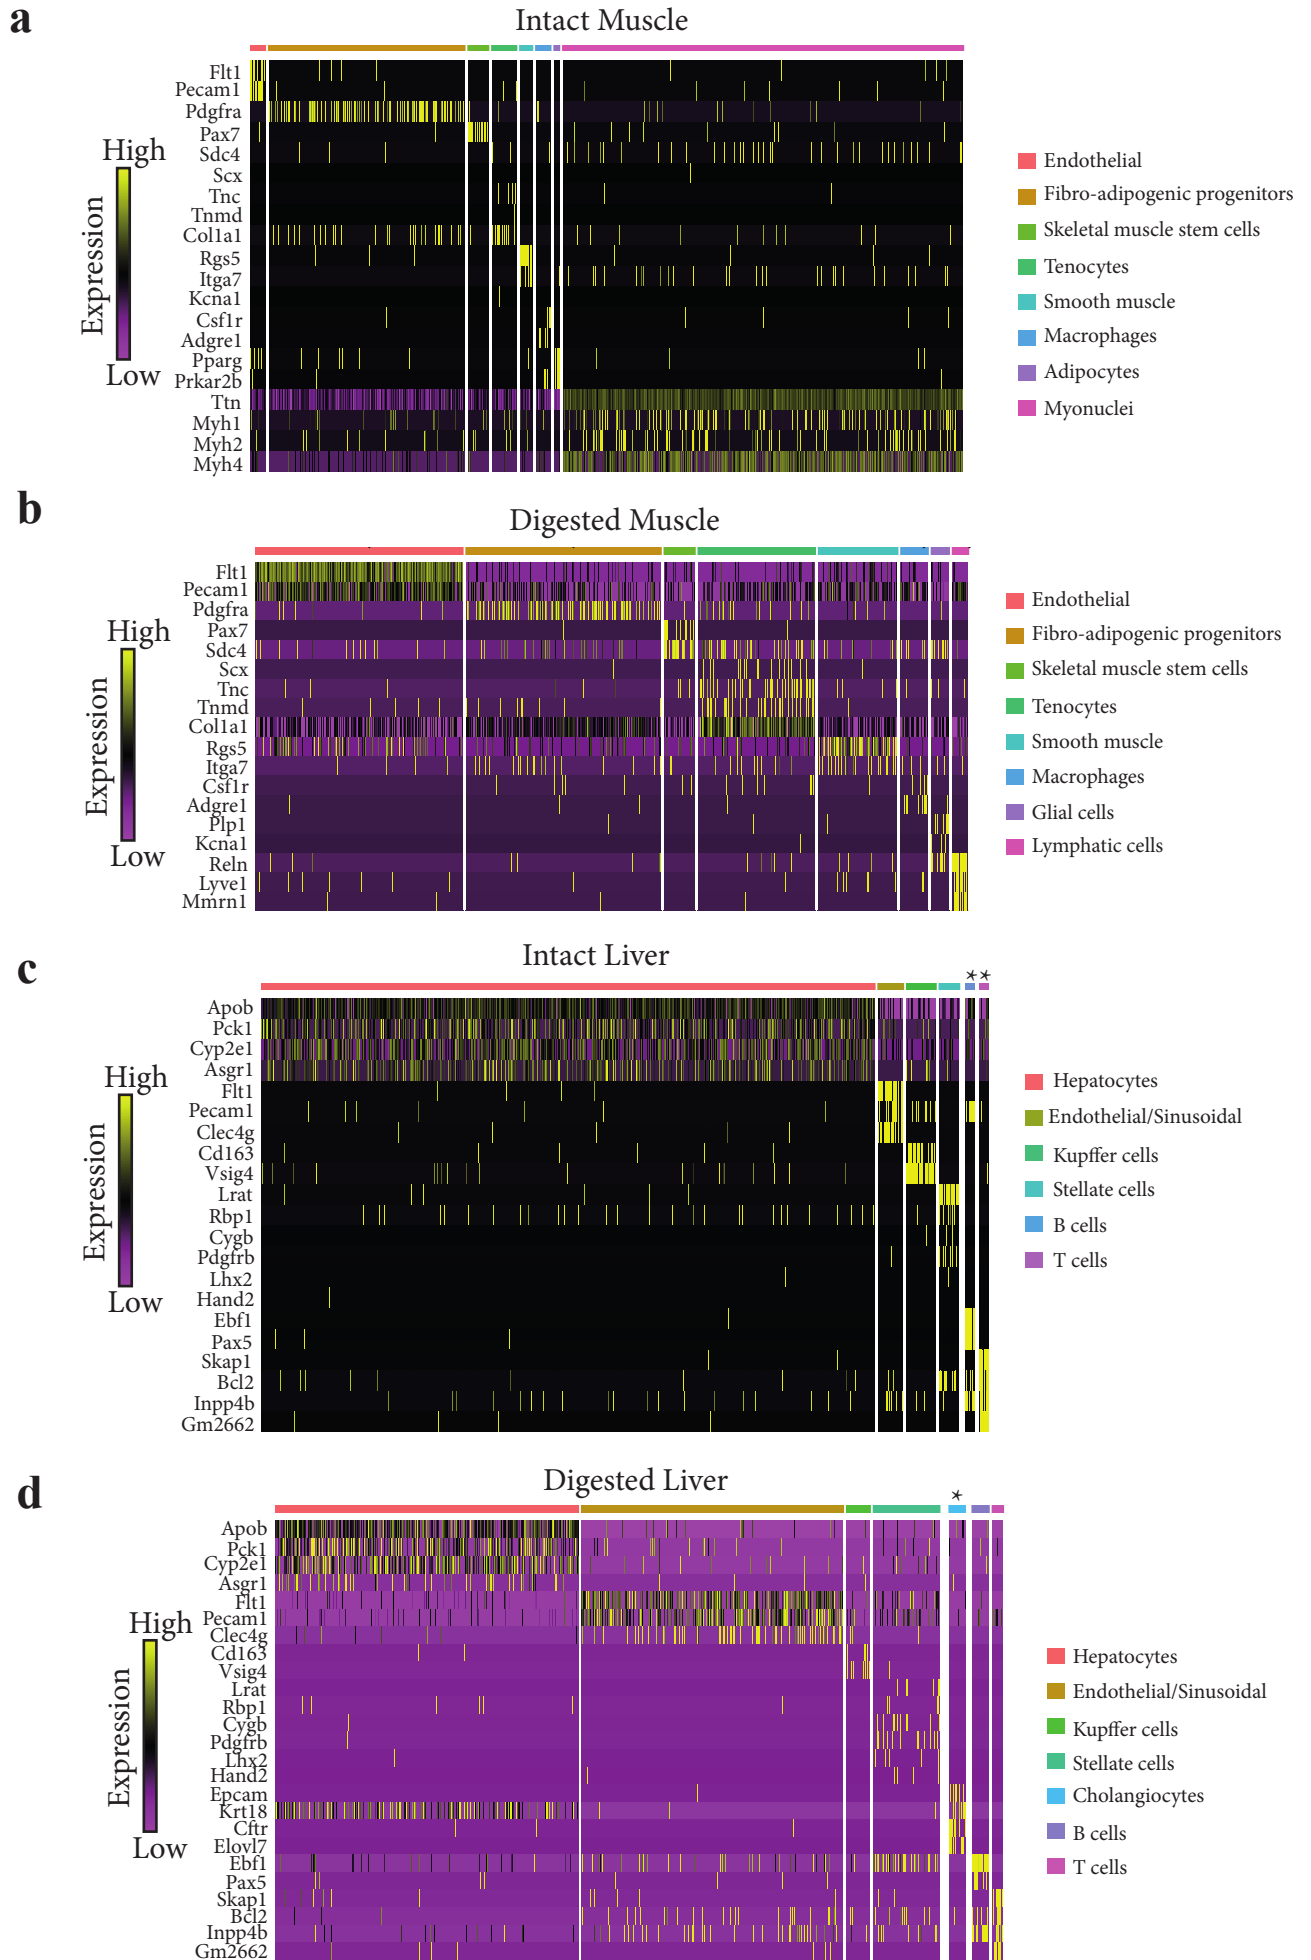 a
Intact Muscle
Flt1
Pecam1
Pdgfra
Pax7
Sdc4
Scx
Tnc
Tnmd
Col1a1
Rgs5
Itga7
Kcna1
Csf1r
Adgre1
Pparg
Prkar2b
Ttn
Myh1
Myh2
Myh4
High
Expression
Low
Endothelial
Fibro-adipogenic progenitors
Skeletal muscle stem cells
Tenocytes
Smooth muscle
Macrophages
Adipocytes
Myonuclei
b
Digested Muscle
Flt1
Pecam1
Pdgfra
Pax7
Sdc4
Scx
Tnc
Tnmd
Col1a1
Rgs5
Itga7
Csf1r
Adgre1
Plp1
Kcna1
Reln
Lyve1
Mmrn1
High
Expression
Low
Endothelial
Fibro-adipogenic progenitors
Skeletal muscle stem cells
Tenocytes
Smooth muscle
Macrophages
Glial cells
Lymphatic cells
c
Intact Liver
* *
Apob
Pck1
Cyp2e1
Asgr1
Flt1
Pecam1
Clec4g
Cd163
Vsig4
Lrat
Rbp1
Cygb
Pdgfrb
Lhx2
Hand2
Ebf1
Pax5
Skap1
Bcl2
Inpp4b
Gm2662
High
Expression
Low
Hepatocytes
Endothelial/Sinusoidal
Kupffer cells
Stellate cells
B cells
T cells
d
Digested Liver
*
Apob
Pck1
Cyp2e1
Asgr1
Flt1
Pecam1
Clec4g
Cd163
Vsig4
Lrat
Rbp1
Cygb
Pdgfrb
Lhx2
Hand2
Epcam
Krt18
Cftr
Elovl7
Ebf1
Pax5
Skap1
Bcl2
Inpp4b
Gm2662
High
Expression
Low
Hepatocytes
Endothelial/Sinusoidal
Kupffer cells
Stellate cells
Cholangiocytes
B cells
T cells